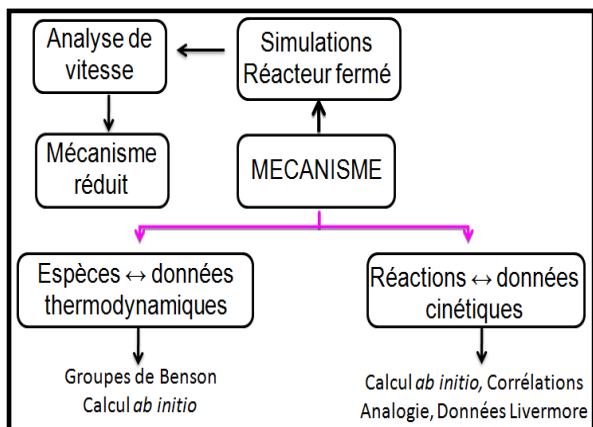 Analyse de
vitesse
Simulations
Réacteur fermé
Mécanisme
réduit
MECANISME
Espèces ↔ données
thermodynamiques
Réactions ↔ données
cinétiques
Groupes de Benson
Calcul ab initio
Calcul ab initio, Corrélations
Analogie, Données Livermore